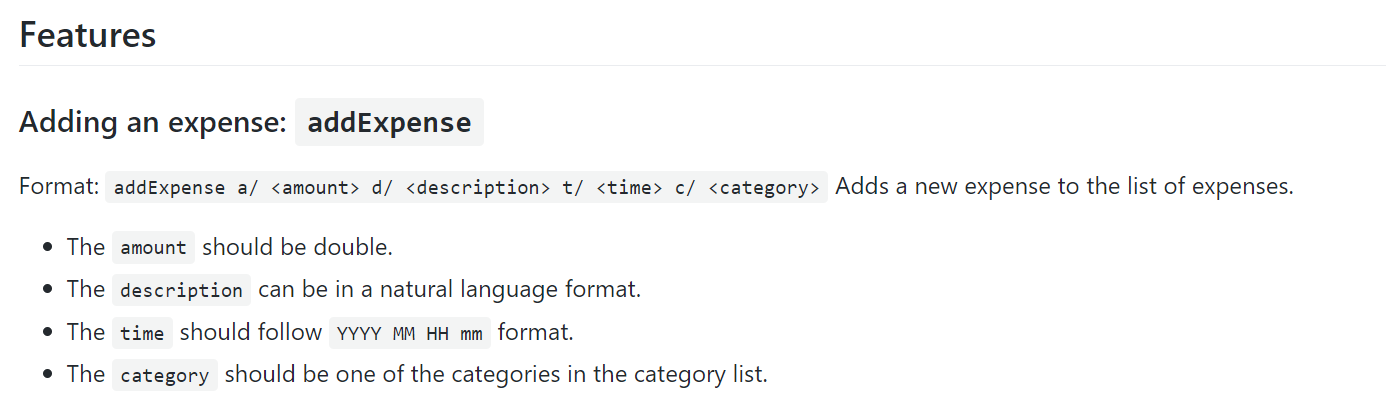 Features
Adding an expense: addExpense
Format: addExpense a/ <amount> d/ <description> t/ <time> c/ <category> Adds a new expense to the list of expenses.
The amount should be double.
The description can be in a natural language format.
The time should follow YYYY MM HH mm format.
The category should be one of the categories in the category list.